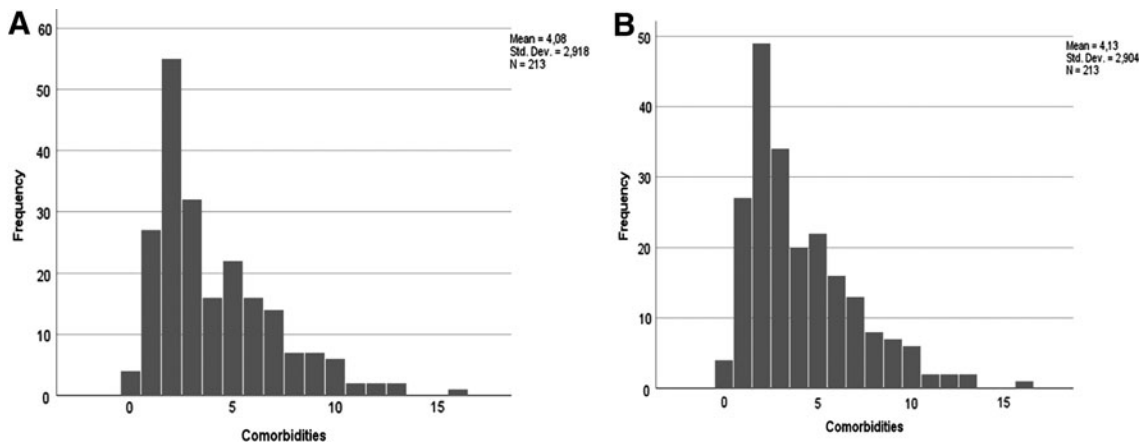 A
Mean = 4,08
Std. Dev. = 2,918
N = 213
60
50
40
30
20
10
0
Frequency
0 5 10 15
Comorbidities
B
Mean = 4,13
Std. Dev. = 2,904
N = 213
50
40
30
20
10
0
Frequency
0 5 10 15
Comorbidities